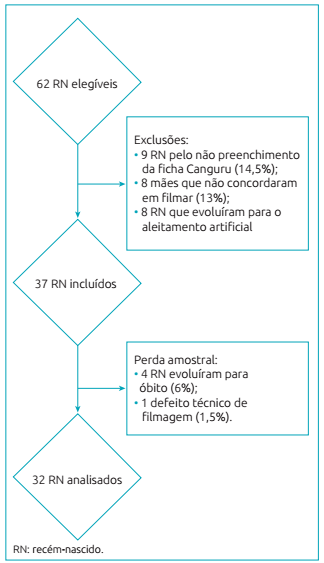 62 RN elegíveis
Exclusões:
• 9 RN pelo não preenchimento
da ficha Canguru (14,5%);
• 8 mães que não concordaram
em filmar (13%);
• 8 RN que evoluíram para o
aleitamento artificial
37 RN incluídos
Perda amostral:
• 4 RN evoluíram para
óbito (6%);
• 1 defeito técnico de
filmagem (1,5%).
32 RN analisados
RN: recém-nascido.